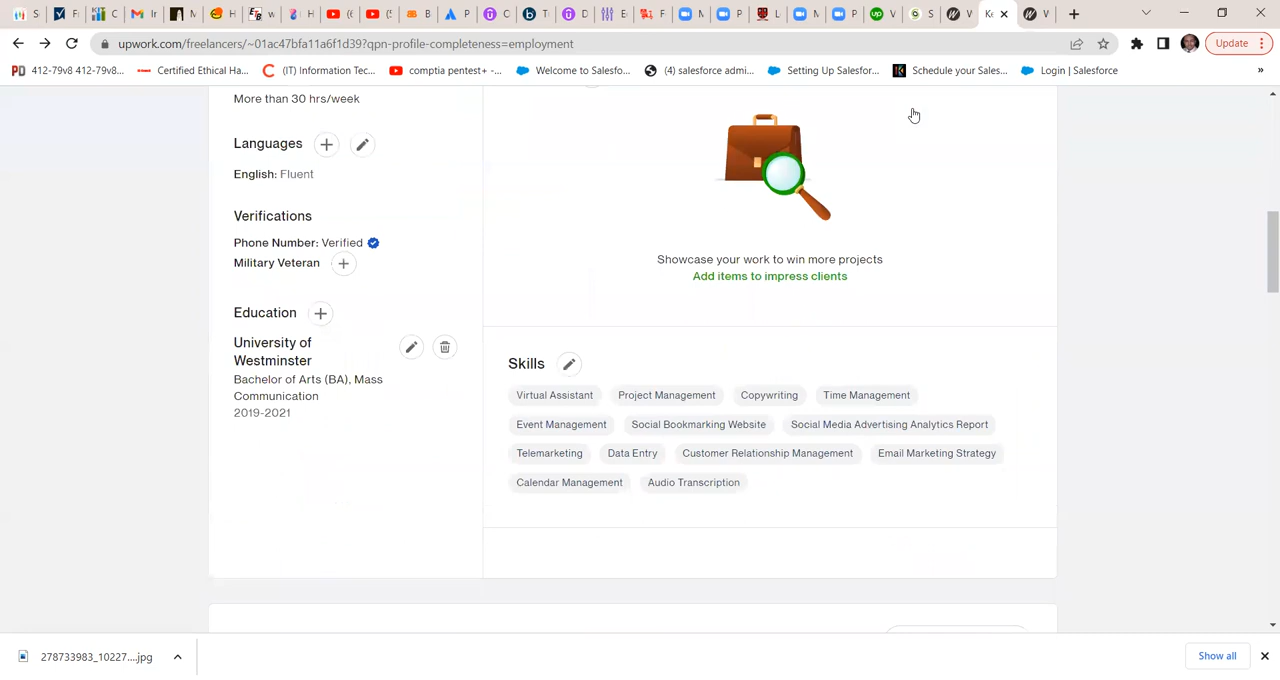 upwork.com/freelancers/~01ac47bfa11a6f1d39?qpn-profile-completeness=employment
Update
412-79v8 412-79v8...
Certified Ethical Ha...
(IT) Information Tec...
comptia pentest+ -...
Welcome to Salesfo...
(4) salesforce admi...
Setting Up Salesfor...
Schedule your Sales...
Login | Salesforce
»
More than 30 hrs/week
Languages
English: Fluent
Verifications
Phone Number: Verified
Military Veteran
Education
University of
Westminster
Bachelor of Arts (BA), Mass
Communication
2019-2021
Showcase your work to win more projects
Add items to impress clients
Skills
Virtual Assistant
Project Management
Copywriting
Time Management
Event Management
Social Bookmarking Website
Social Media Advertising Analytics Report
Telemarketing
Data Entry
Customer Relationship Management
Email Marketing Strategy
Calendar Management
Audio Transcription
278733983_10227....jpg
Show all